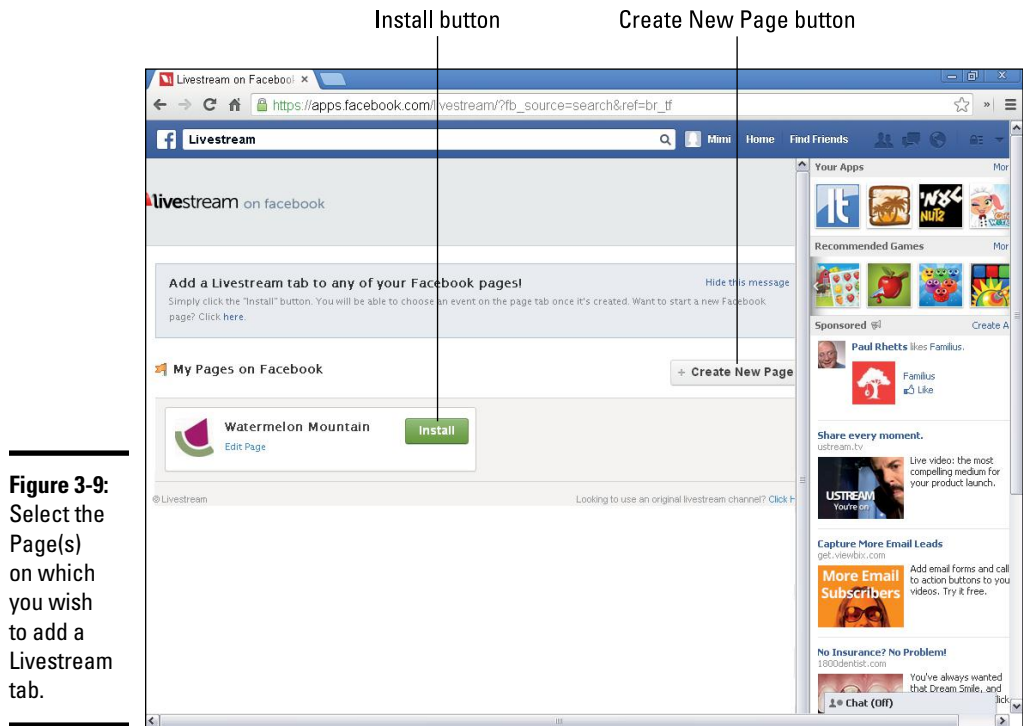 Install button
Create New Page button
Livestream on Facebook
https://apps.facebook.com/livestream/?fb_source=search&ref=br_tf
Livestream
Mimi Home Find Friends
livestream on facebook
Add a Livestream tab to any of your Facebook pages!
Hide this message
Simply click the "Install" button. You will be able to choose an event on the page tab once it's created. Want to start a new Facebook
page? Click here.
My Pages on Facebook
+ Create New Page
Watermelon Mountain
Edit Page
Install
© Livestream
Looking to use an original livestream channel? Click H
Your Apps
Mor
It
NUTS
Recommended Games
Mor
Sponsored
Create A
Paul Rhetts likes Familius.
Familius
Like
Share every moment.
ustream.tv
USTREAM
You're on
Live video: the most
compelling medium for
your product launch.
Capture More Email Leads
get.viewbix.com
More Email
Subscribers
Add email forms and call
to action buttons to you
videos. Try it free.
No Insurance? No Problem!
1800dentist.com
You've always wanted
that Dream Smile, and
Chat (Off)
Figure 3-9:
Select the
Page(s)
on which
you wish
to add a
Livestream
tab.